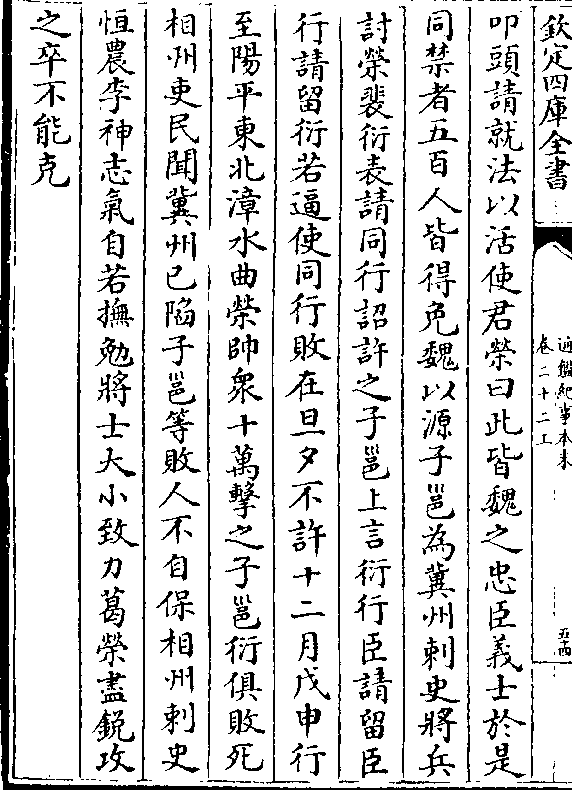 欽定四庫全書
通鑑紀事本末
卷二十二上
五十四
叩頭請就法以活使君榮曰此皆魏之忠臣義士於是
同禁者五百人皆得免魏以源子邕為冀州刺史將兵
討榮裴衍表請同行詔許之子邕上言衍行臣請留臣
行請留衍若逼使同行敗在旦夕不許十二月戊申行
至陽平東北漳水曲榮帥衆十萬擊之子邕衍俱敗死
相州吏民聞冀州已陷子邕等敗人不自保相州刺史
恒農李神志氣自若撫勉將士大小致力葛榮盡銳攻
之卒不能克